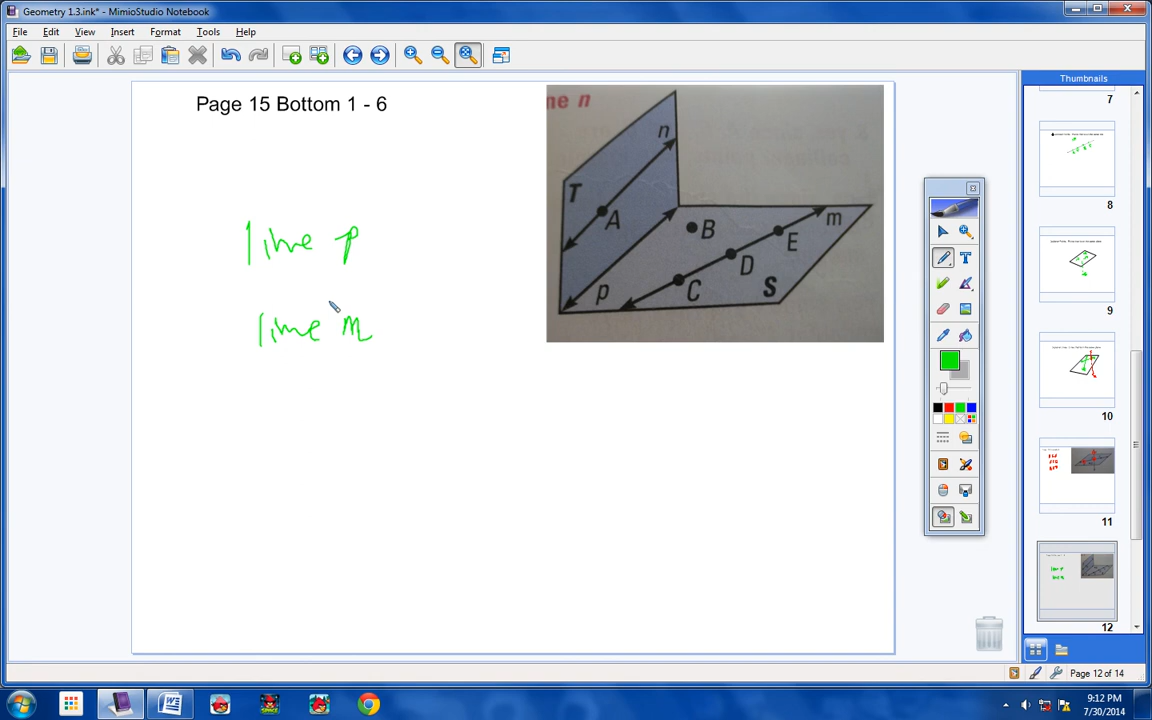 Geometry 1.3.ink* - MimioStudio Notebook
File Edit View Insert Format Tools Help
Page 15 Bottom 1 - 6
line p
line m
ne n
n
T
A
B
m
E
D
C
p
S
Thumbnails
7
8
9
10
11
12
Page 12 of 14
9:12 PM
7/30/2014